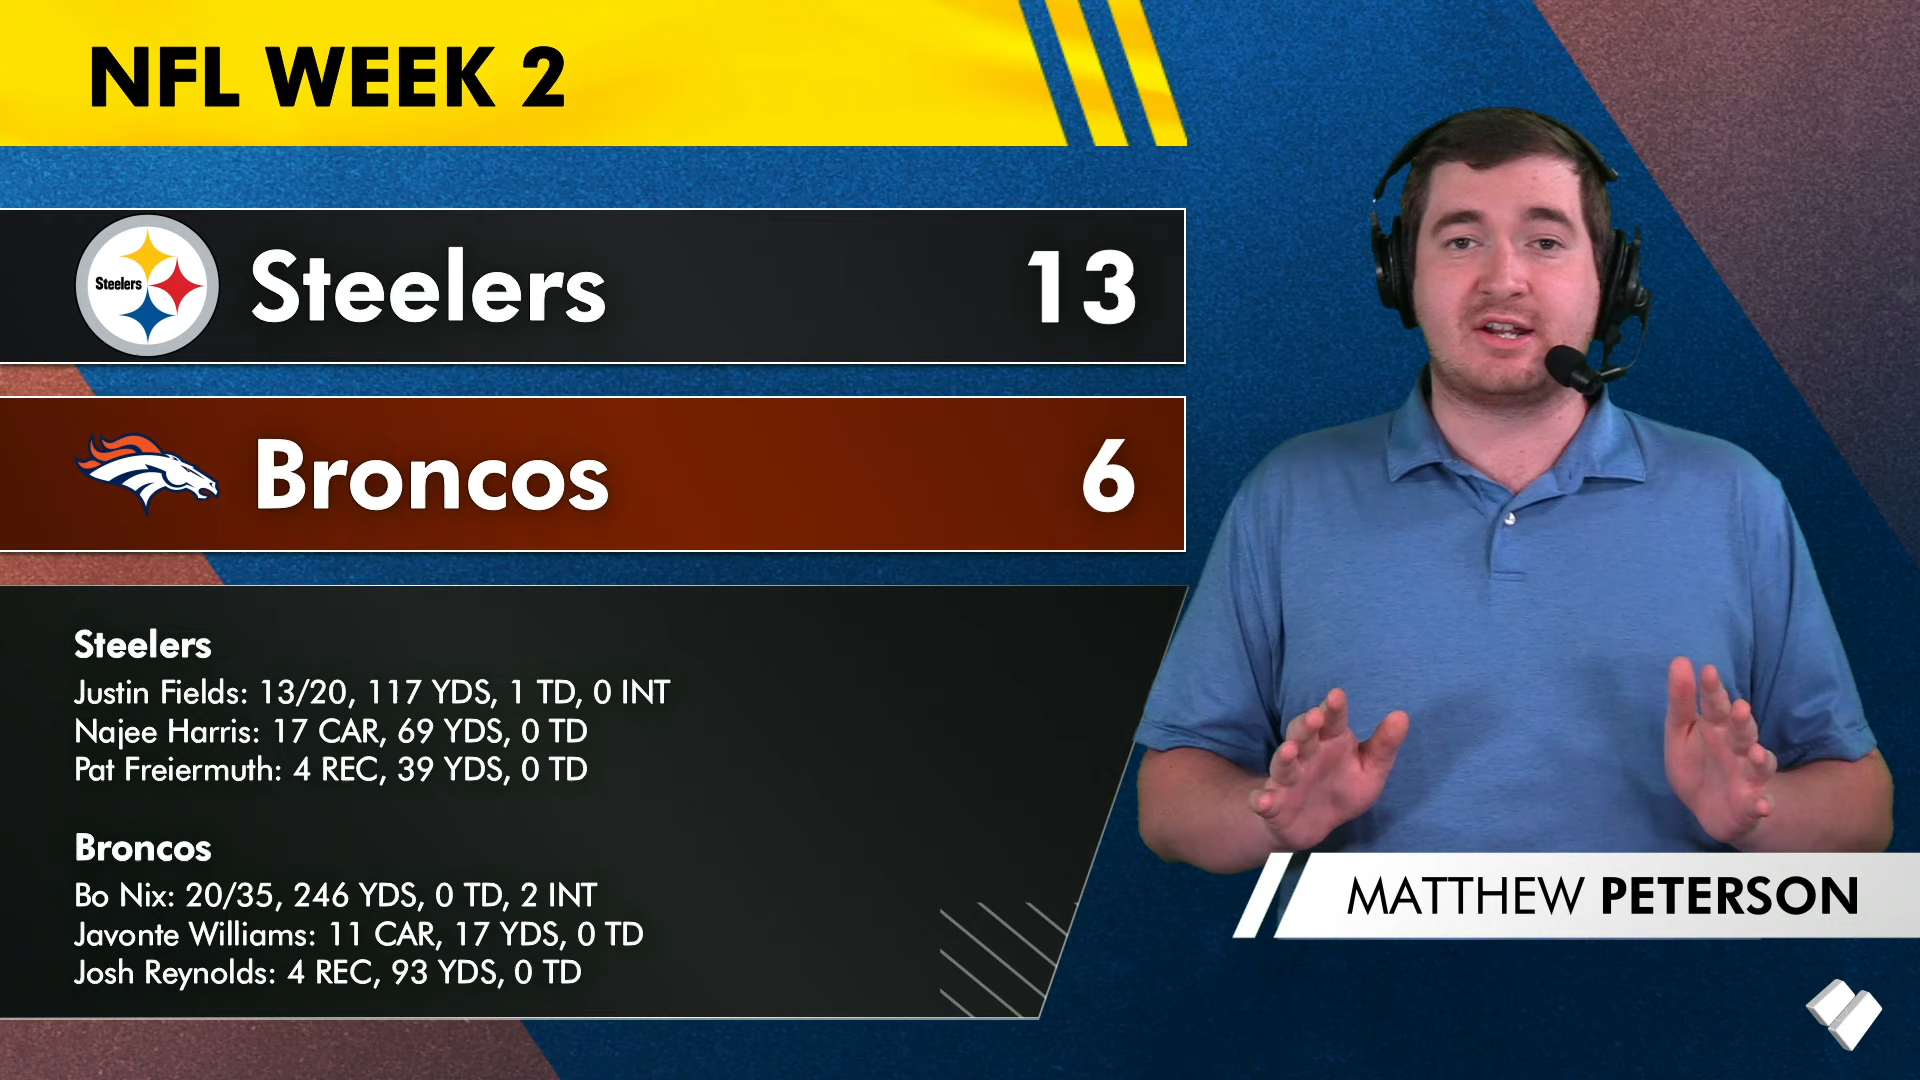 NFL WEEK 2
Steelers
Steelers 13
Broncos 6
Steelers
Justin Fields: 13/20, 117 YDS, 1 TD, 0 INT
Najee Harris: 17 CAR, 69 YDS, 0 TD
Pat Freiermuth: 4 REC, 39 YDS, 0 TD
Broncos
Bo Nix: 20/35, 246 YDS, 0 TD, 2 INT
Javonte Williams: 11 CAR, 17 YDS, 0 TD
Josh Reynolds: 4 REC, 93 YDS, 0 TD
MATTHEW PETERSON